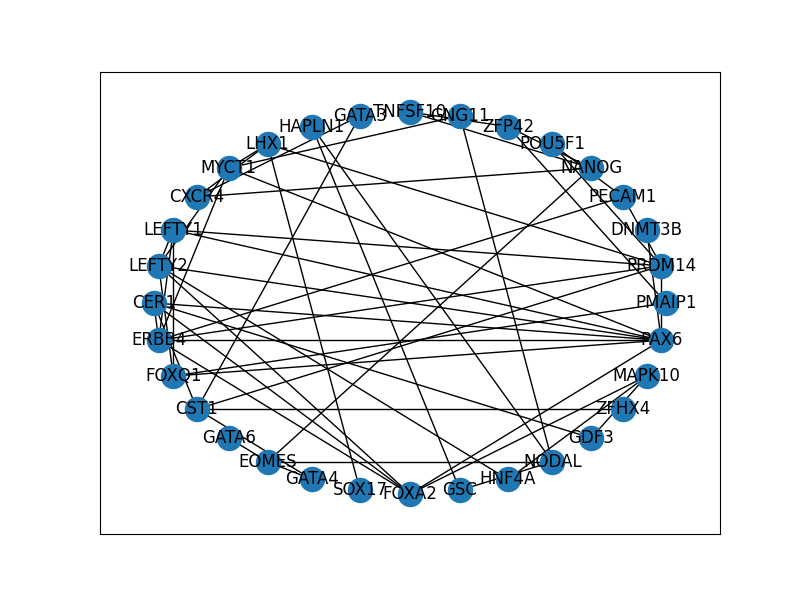 TNFSF10
GATA3
GNG11
HAPLN1
ZFP42
LHX1
POU5F1
MYCT1
NANOG
CXCR4
PECAM1
LEFTY1
DNMT3B
LEFTY2
PRDM14
CER1
PMAIP1
ERBB4
PAX6
FOXQ1
MAPK10
CST1
ZFHX4
GATA6
GDF3
EOMES
NODAL
GATA4
HNF4A
SOX17
GSC
FOXA2